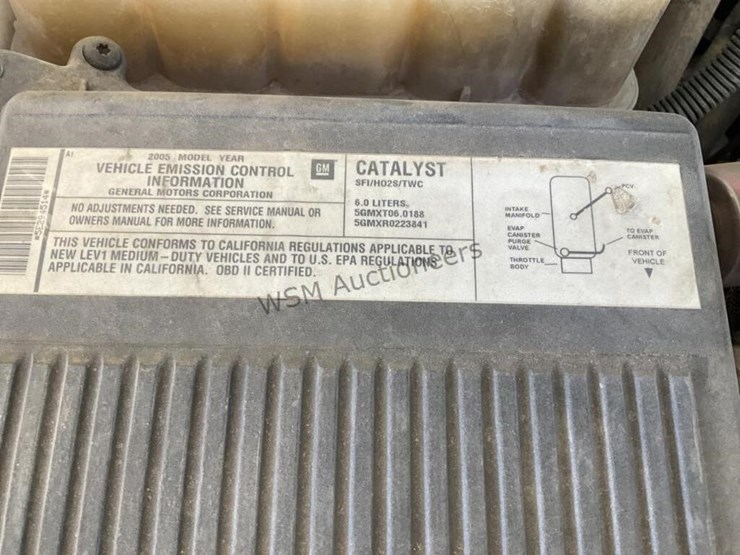 A1
2005 MODEL YEAR
VEHICLE EMISSION CONTROL
INFORMATION
GENERAL MOTORS CORPORATION
GM
NO ADJUSTMENTS NEEDED. SEE SERVICE MANUAL OR
OWNERS MANUAL FOR MORE INFORMATION.
CATALYST
SFI/HO2S/TWC
6.0 LITERS
5GMXT06.0188
5GMXR0223841
THIS VEHICLE CONFORMS TO CALIFORNIA REGULATIONS APPLICABLE TO
NEW LEV1 MEDIUM – DUTY VEHICLES AND TO U.S. EPA REGULATIONS
APPLICABLE IN CALIFORNIA. OBD II CERTIFIED.
PCV
INTAKE
MANIFOLD
EVAP
CANISTER
PURGE
VALVE
THROTTLE
BODY
TO EVAP
CANISTER
FRONT OF
VEHICLE
WSM Auctioneers